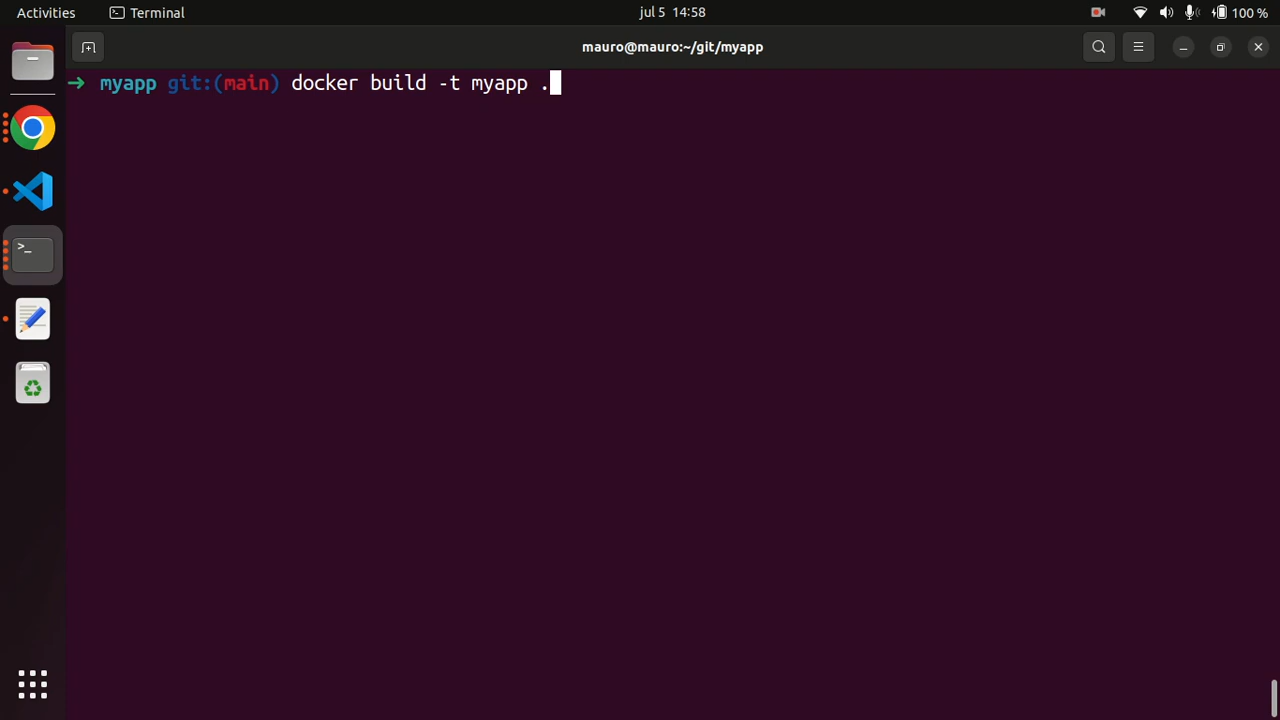 Activities
Terminal
jul 5 14:58
100 %
mauro@mauro:~/git/myapp
→ myapp git:(main) docker build -t myapp .
>_